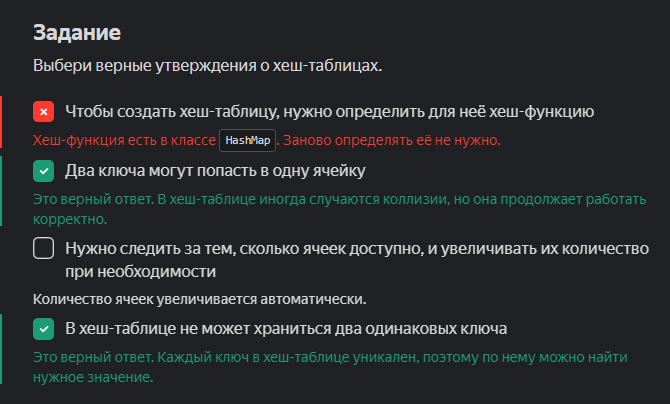 Задание
Выбери верные утверждения о хеш-таблицах.
Чтобы создать хеш-таблицу, нужно определить для неё хеш-функцию
Хеш-функция есть в классе HashMap. Заново определять её не нужно.
Два ключа могут попасть в одну ячейку
Это верный ответ. В хеш-таблице иногда случаются коллизии, но она продолжает работать
корректно.
Нужно следить за тем, сколько ячеек доступно, и увеличивать их количество
при необходимости
Количество ячеек увеличивается автоматически.
В хеш-таблице не может храниться два одинаковых ключа
Это верный ответ. Каждый ключ в хеш-таблице уникален, поэтому по нему можно найти
нужное значение.